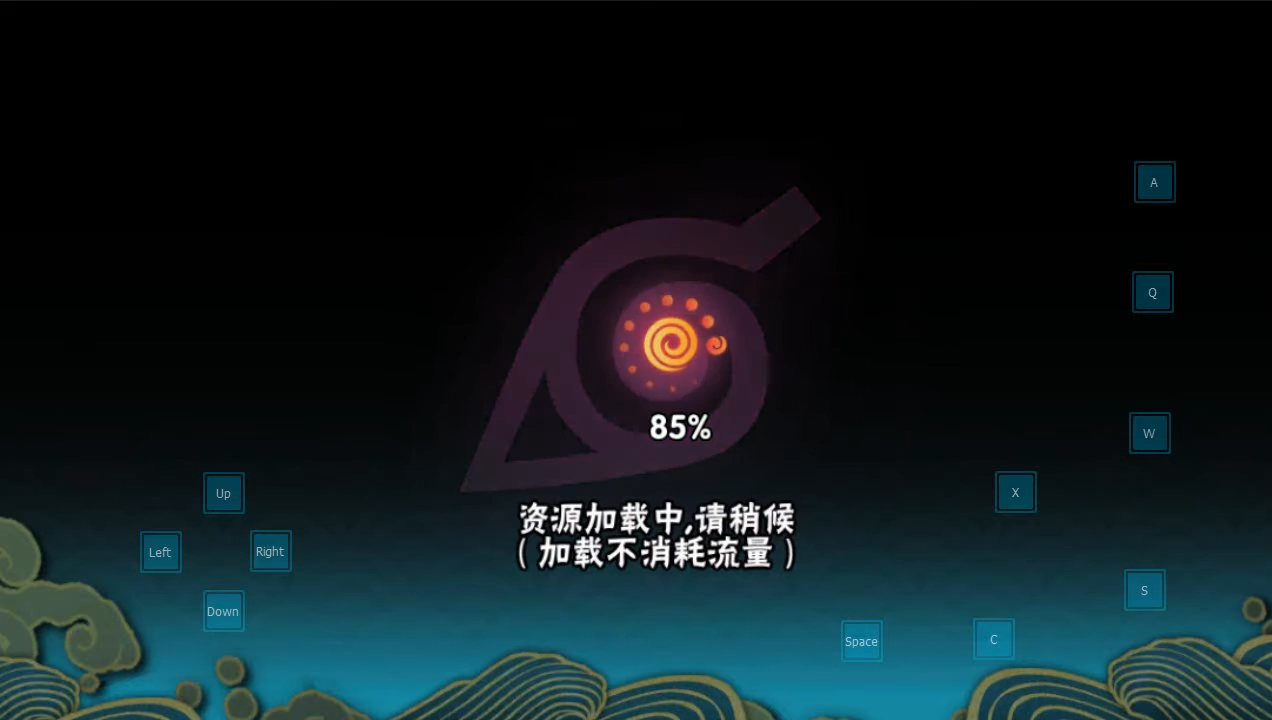 A
Q
85%
W
Up
X
资源加载中,请稍候
Left
Right
（加载不消耗流量）
S
Down
Space
C